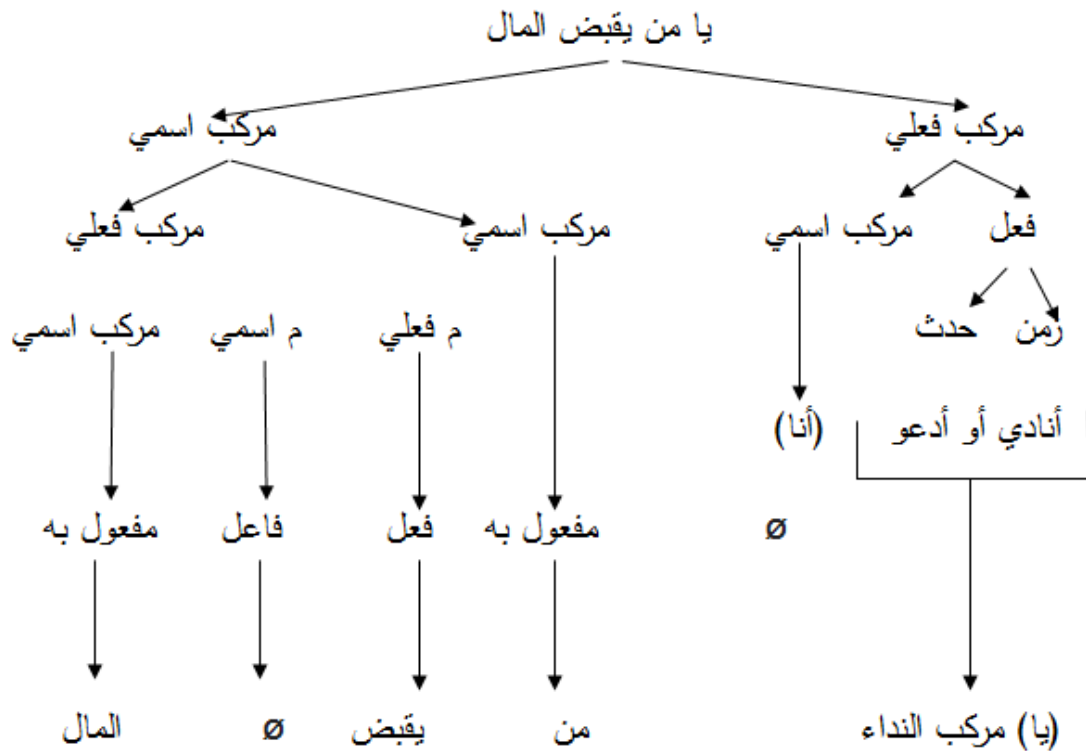 يا من يقبض المال
مركب فعلي مركب اسمي
فعل مركب اسمي مركب اسمي مركب فعلي
زمن حدث م فعلي م اسمي مركب اسمي
أنادي أو أدعو (أنا)
ø مفعول به فعل فاعل مفعول به
(يا) مركب النداء من يقبض ø المال